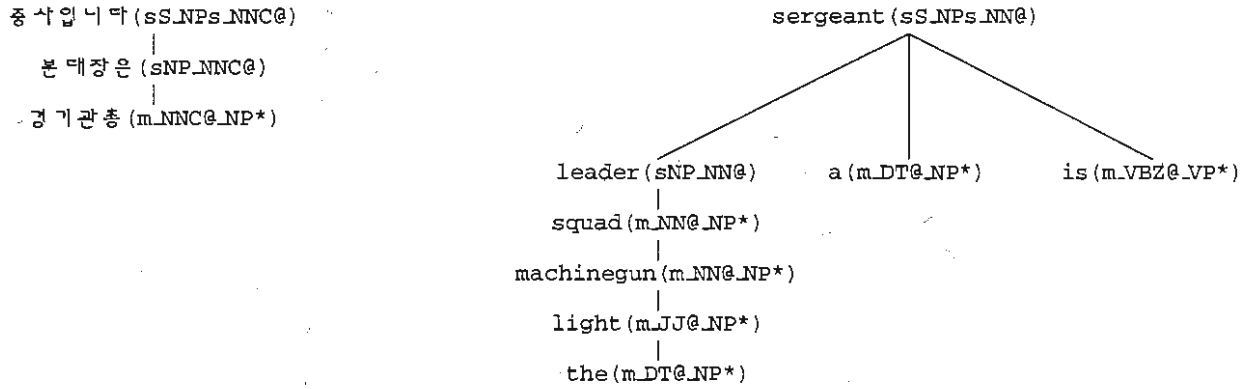 중사입니다(sS_NPs_NNC@)
분대장은(sNP_NNC@)
경기관총(m_NNC@_NP*)
sergeant(sS_NPs_NN@)
leader(sNP_NN@) a(m_DT@_NP*) is(m_VBZ@_VP*)
squad(m_NN@_NP*)
machinegun(m_NN@_NP*)
light(m_JJ@_NP*)
the(m_DT@_NP*)